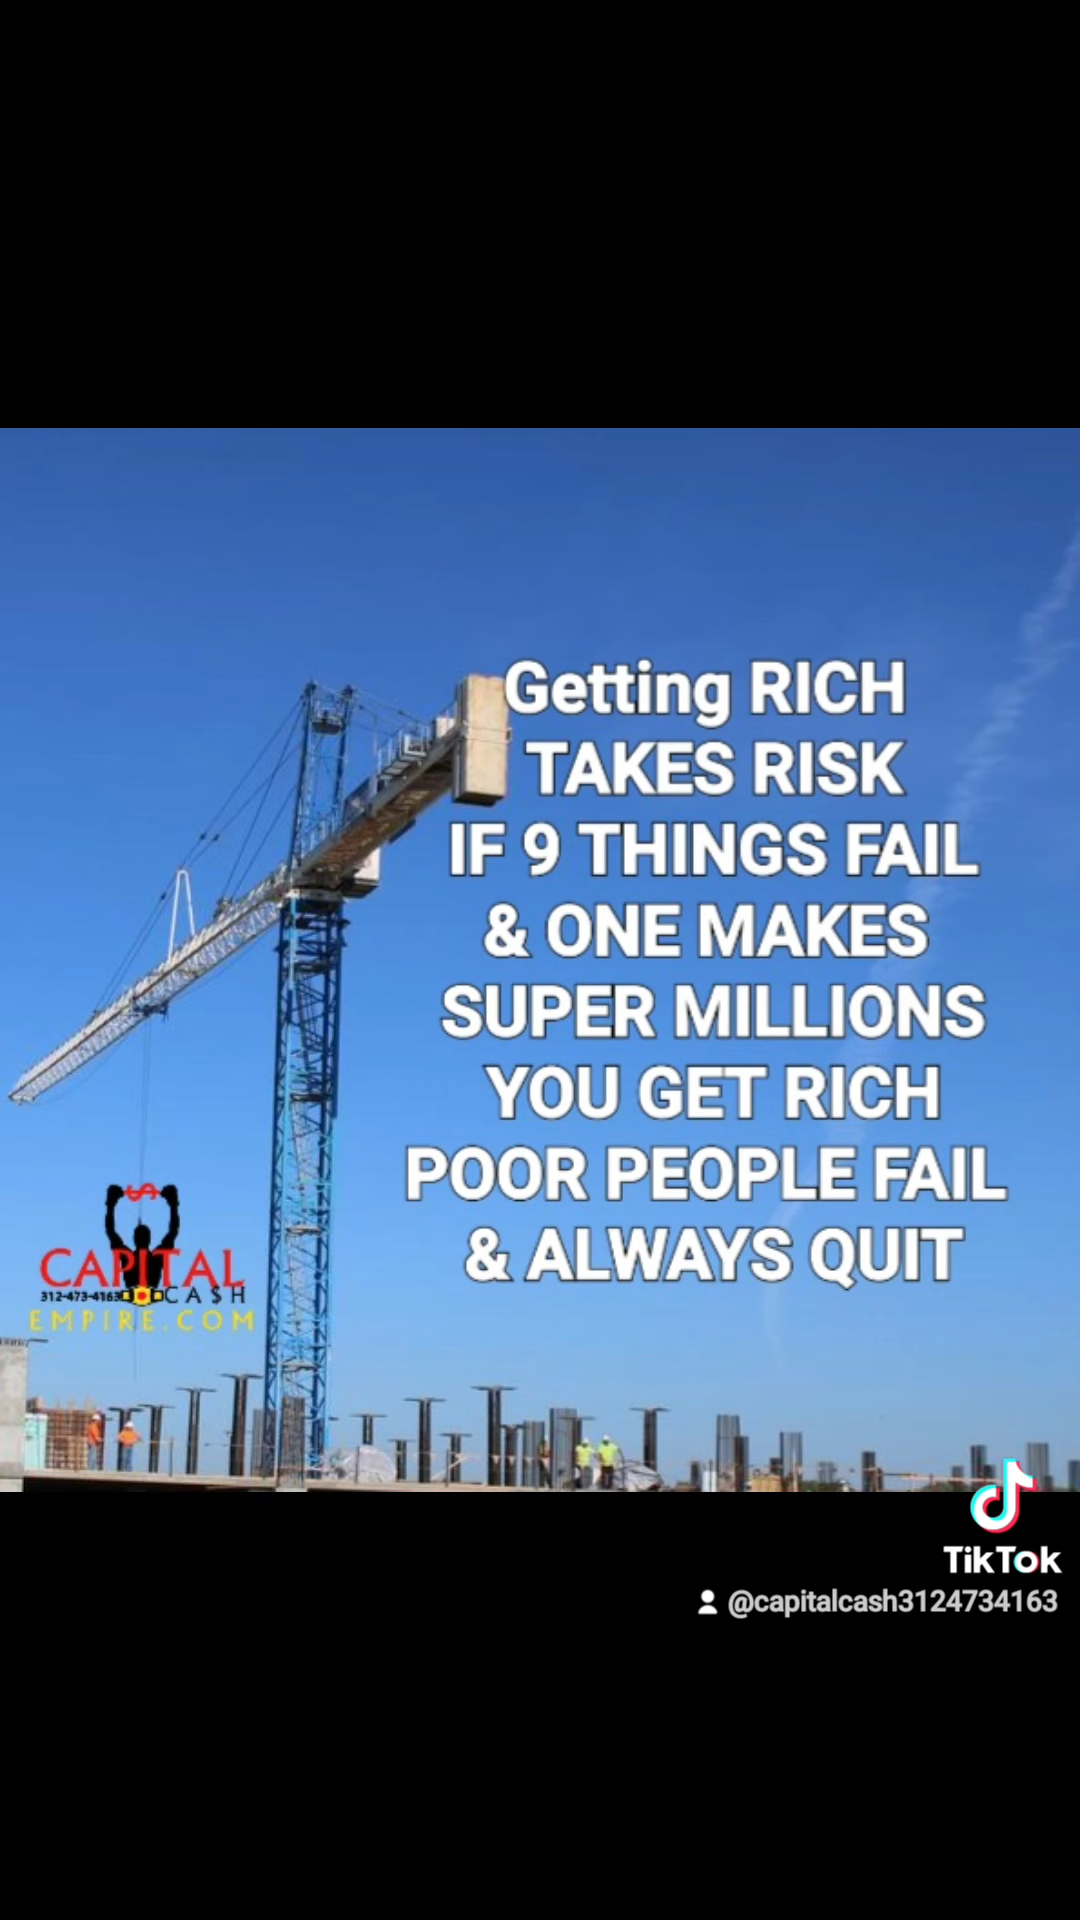 Getting RICH
TAKES RISK
IF 9 THINGS FAIL
& ONE MAKES
SUPER MILLIONS
YOU GET RICH
POOR PEOPLE FAIL
& ALWAYS QUIT
CAPITAL
312-473-4163 CA$H
EMPIRE.COM
TikTok
@capitalcash3124734163